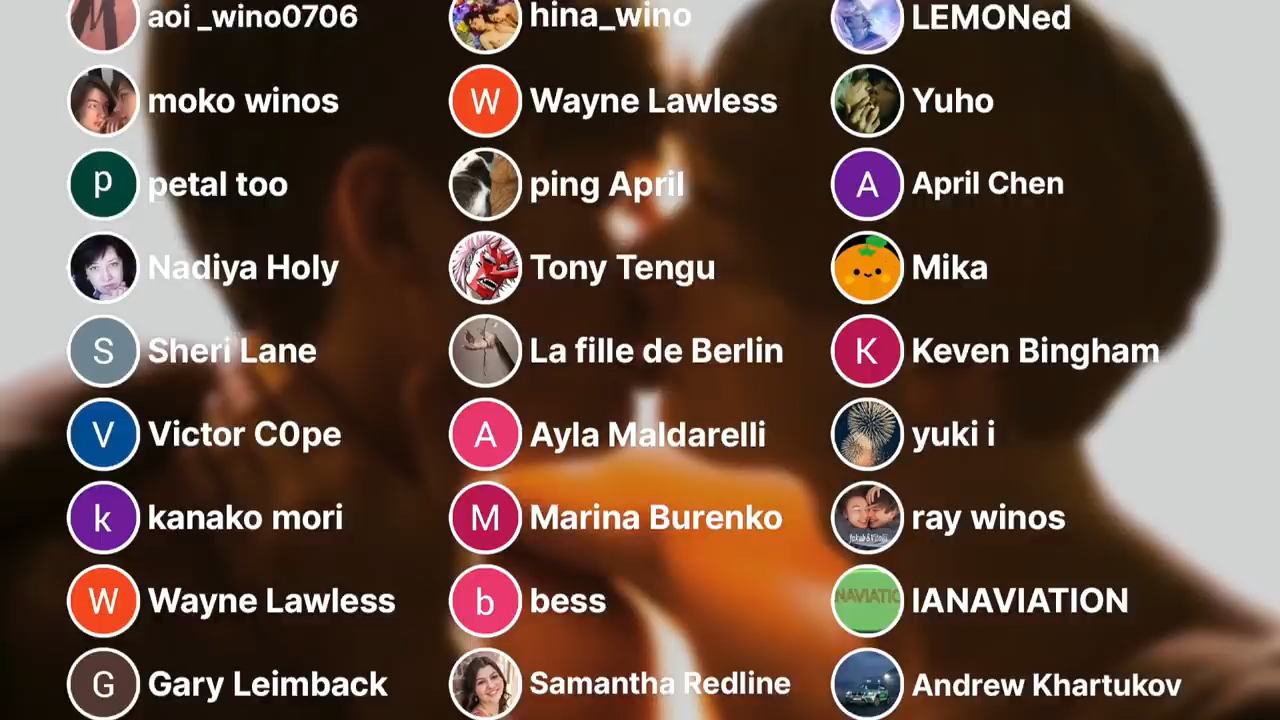 aoi _wino0706
hina_wino
LEMONed
moko winos
W
Wayne Lawless
Yuho
p
petal too
ping April
A
April Chen
Nadiya Holy
Tony Tengu
Mika
S
Sheri Lane
La fille de Berlin
K
Keven Bingham
V
Victor C0pe
A
Ayla Maldarelli
yuki i
k
kanako mori
M
Marina Burenko
ray winos
W
Wayne Lawless
b
bess
NAVIATIO
IANAVIATION
G
Gary Leimback
Samantha Redline
Andrew Khartukov